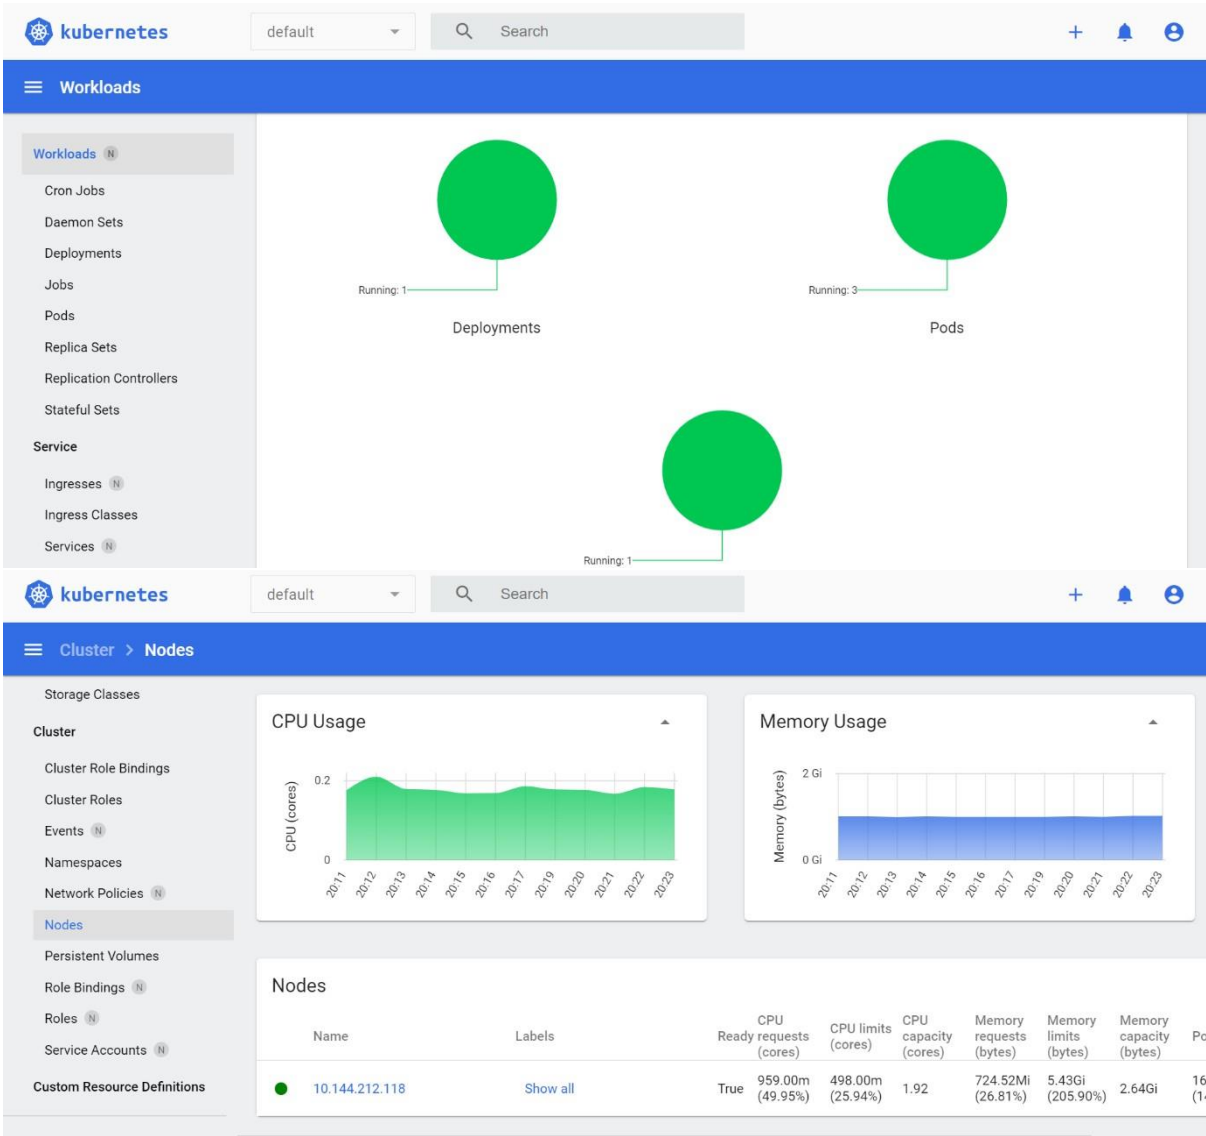 kubernetes
default
Search
Workloads
Workloads N
Cron Jobs
Daemon Sets
Deployments
Jobs
Pods
Replica Sets
Replication Controllers
Stateful Sets
Service
Ingresses N
Ingress Classes
Services N
Running: 1
Deployments
Running: 3
Pods
Running: 1
kubernetes
default
Search
Cluster > Nodes
Storage Classes
Cluster
Cluster Role Bindings
Cluster Roles
Events N
Namespaces
Network Policies N
Nodes
Persistent Volumes
Role Bindings N
Roles N
Service Accounts N
Custom Resource Definitions
CPU Usage
CPU (cores)
0.2
0
20:11 20:12 20:13 20:14 20:15 20:16 20:17 20:19 20:20 20:21 20:22 20:23
Memory Usage
Memory (bytes)
2 Gi
0 Gi
20:11 20:12 20:13 20:14 20:15 20:16 20:17 20:19 20:20 20:21 20:22 20:23
Nodes
Name
Labels
Ready
CPU requests (cores)
CPU limits (cores)
CPU capacity (cores)
Memory requests (bytes)
Memory limits (bytes)
Memory capacity (bytes)
10.144.212.118
Show all
True
959.00m (49.95%)
498.00m (25.94%)
1.92
724.52Mi (26.81%)
5.43Gi (205.90%)
2.64Gi
16